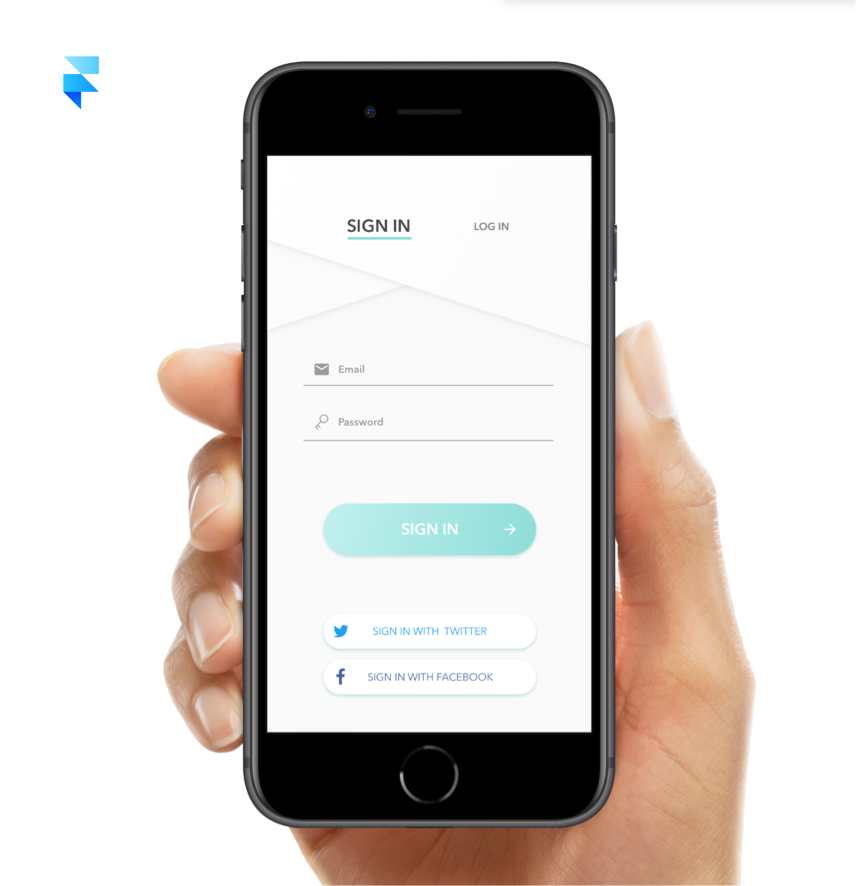 SIGN IN
LOG IN
Email
Password
SIGN IN
SIGN IN WITH TWITTER
SIGN IN WITH FACEBOOK